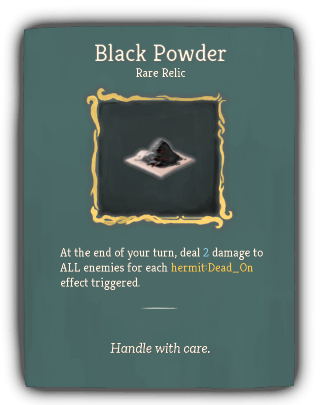 Black Powder
Rare Relic
At the end of your turn, deal 2 damage to
ALL enemies for each hermit:Dead_On
effect triggered.
Handle with care.